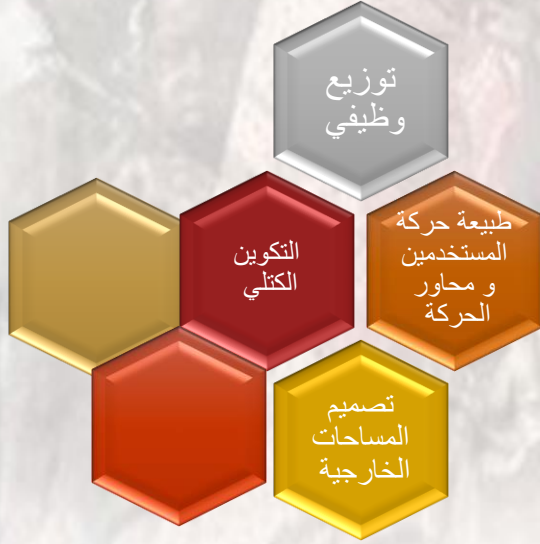 توزيع
وظيفي
طبيعة حركة
المستخدمين
و محاور
الحركة
التكوين
الكتلي
تصميم
المساحات
الخارجية